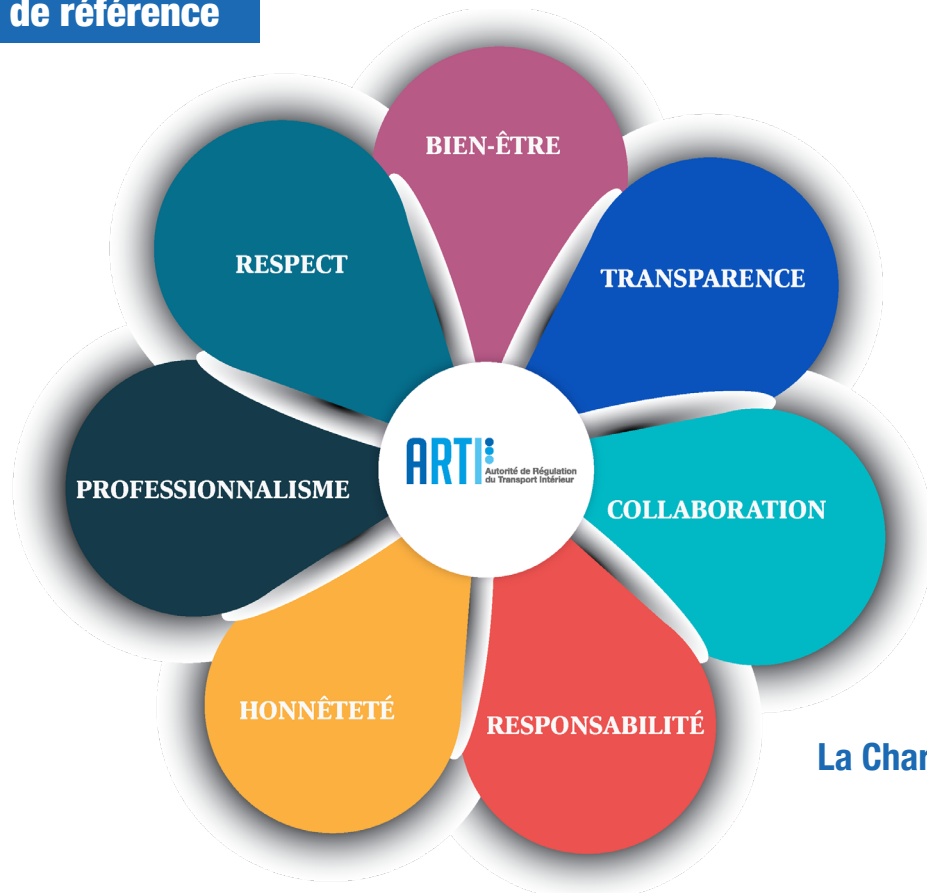 de référence
BIEN-ÊTRE
RESPECT
TRANSPARENCE
ARTI
Autorité de Régulation
du Transport Intérieur
PROFESSIONNALISME
COLLABORATION
HONNÊTETÉ
RESPONSABILITÉ
La Char